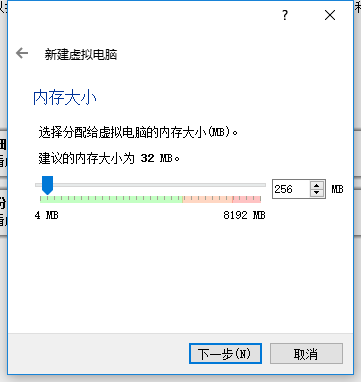 ?
新建虚拟电脑
内存大小
选择分配给虚拟电脑的内存大小(MB)。
建议的内存大小为 32 MB。
256 MB
4 MB 8192 MB
下一步(N) 取消